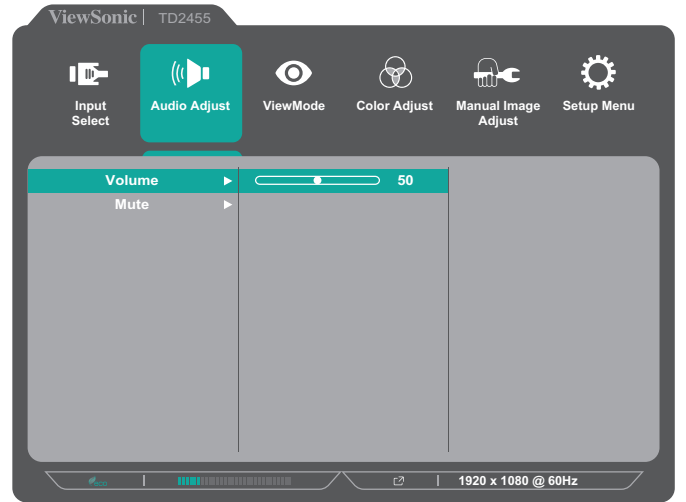 ViewSonic | TD2455
Input Select
Audio Adjust
ViewMode
Color Adjust
Manual Image Adjust
Setup Menu
Volume
50
Mute
eco
1920 x 1080 @ 60Hz